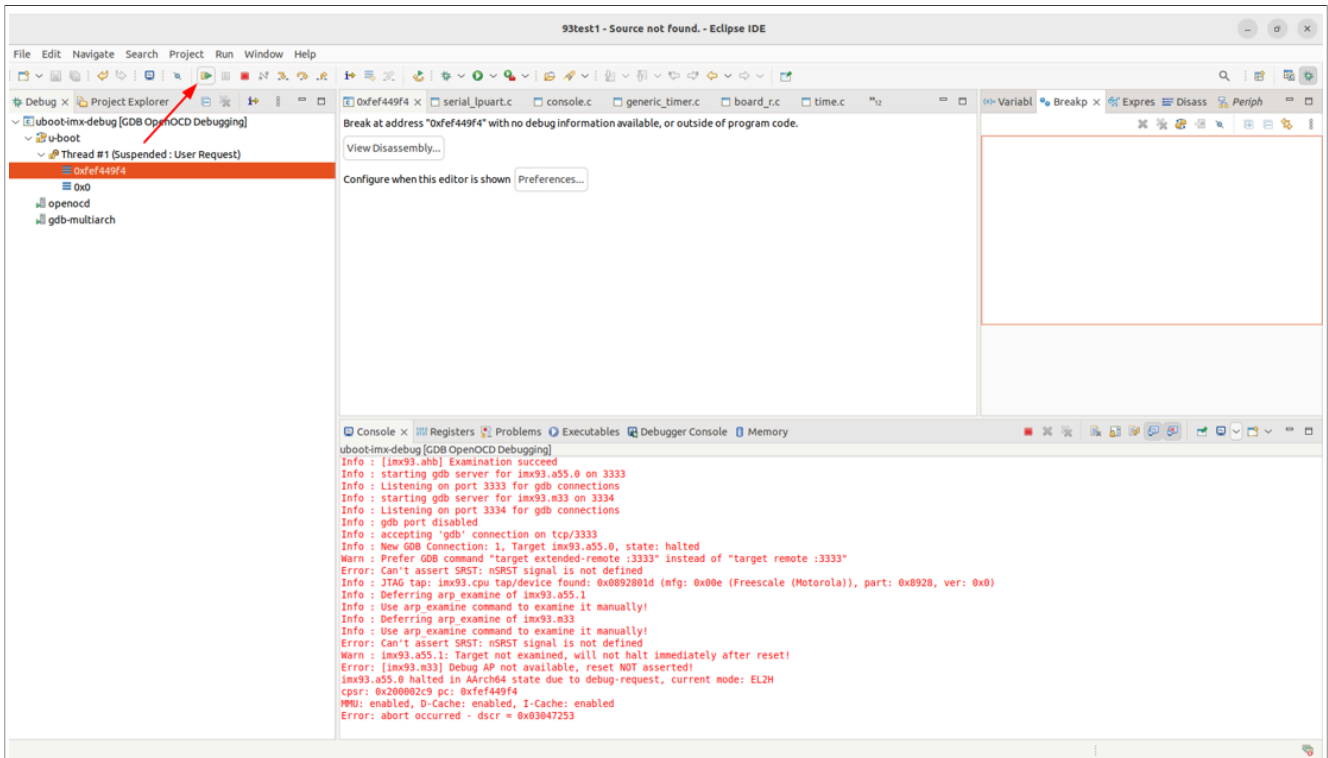 93test1 - Source not found. - Eclipse IDE
File Edit Navigate Search Project Run Window Help
Debug × Project Explorer
uboot-imx-debug [GDB OpenOCD Debugging]
u-boot
Thread #1 (Suspended : User Request)
0xfef449f4
0x0
openocd
gdb-multiarch
0xfef449f4 × serial_lpuart.c console.c generic_timer.c board_r.c time.c »12
Break at address "0xfef449f4" with no debug information available, or outside of program code.
View Disassembly...
Configure when this editor is shown Preferences...
(x)= Variabl Breakp × Expres Disass Periph
Console × Registers Problems Executables Debugger Console Memory
uboot-imx-debug [GDB OpenOCD Debugging]
Info : [imx93.ahb] Examination succeed
Info : starting gdb server for imx93.a55.0 on 3333
Info : Listening on port 3333 for gdb connections
Info : starting gdb server for imx93.m33 on 3334
Info : Listening on port 3334 for gdb connections
Info : gdb port disabled
Info : accepting 'gdb' connection on tcp/3333
Info : New GDB Connection: 1, Target imx93.a55.0, state: halted
Warn : Prefer GDB command "target extended-remote :3333" instead of "target remote :3333"
Error: Can't assert SRST: nSRST signal is not defined
Info : JTAG tap: imx93.cpu tap/device found: 0x0892801d (mfg: 0x00e (Freescale (Motorola)), part: 0x8928, ver: 0x0)
Info : Deferring arp_examine of imx93.a55.1
Info : Use arp_examine command to examine it manually!
Info : Deferring arp_examine of imx93.m33
Info : Use arp_examine command to examine it manually!
Error: Can't assert SRST: nSRST signal is not defined
Warn : imx93.a55.1: Target not examined, will not halt immediately after reset!
Error: [imx93.m33] Debug AP not available, reset NOT asserted!
imx93.a55.0 halted in AArch64 state due to debug-request, current mode: EL2H
cpsr: 0x200002c9 pc: 0xfef449f4
MMU: enabled, D-Cache: enabled, I-Cache: enabled
Error: abort occurred - dscr = 0x03047253